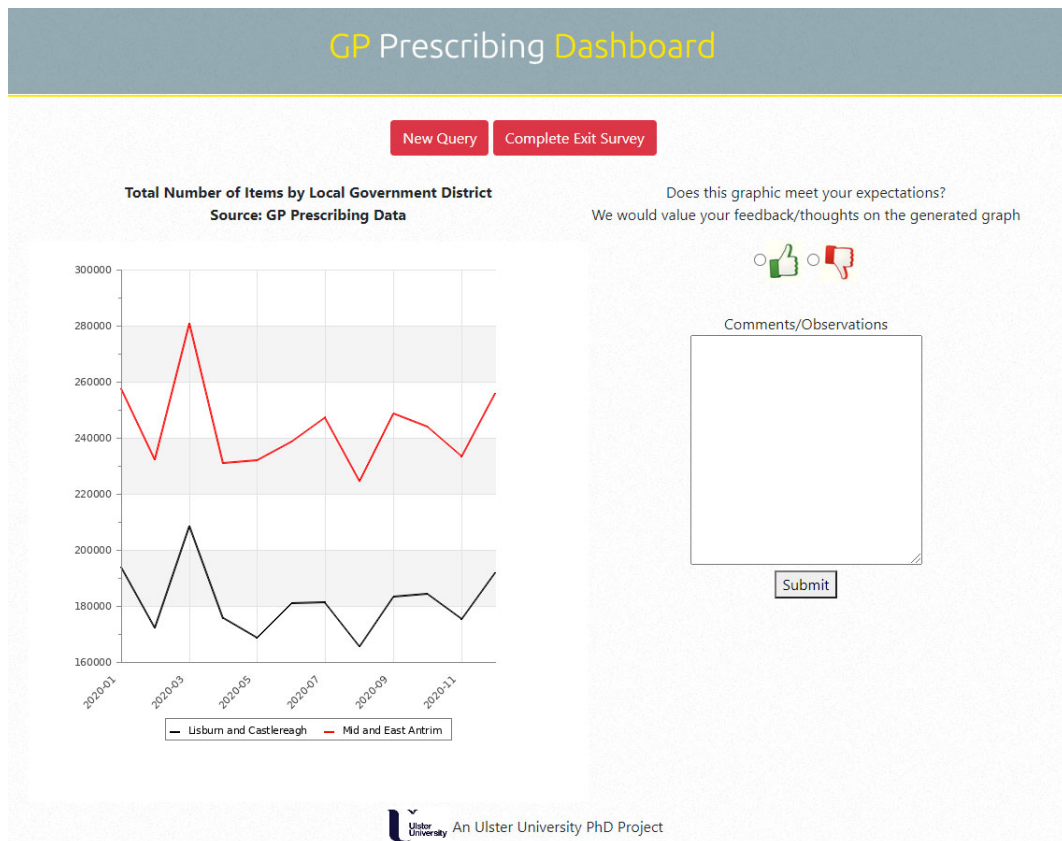 GP Prescribing Dashboard
New Query Complete Exit Survey
Total Number of Items by Local Government District
Source: GP Prescribing Data
300000
280000
260000
240000
220000
200000
180000
160000
2020-01 2020-03 2020-05 2020-07 2020-09 2020-11
Lisburn and Castlereagh Mid and East Antrim
Does this graphic meet your expectations?
We would value your feedback/thoughts on the generated graph
Comments/Observations
Submit
Ulster
University
An Ulster University PhD Project